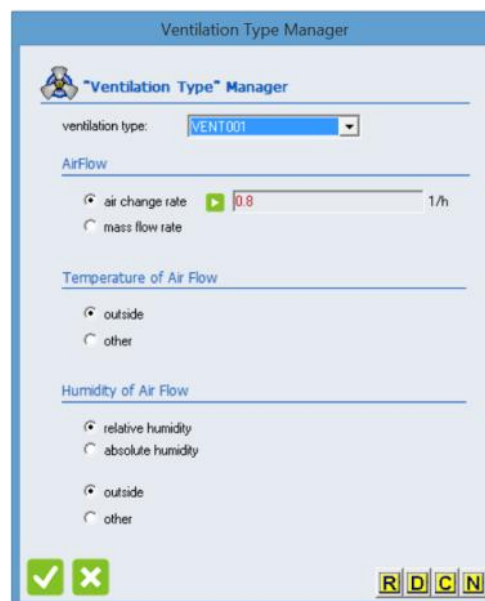 Ventilation Type Manager
"Ventilation Type" Manager
ventilation type: VENT001
AirFlow
air change rate 0.8 1/h
mass flow rate
Temperature of Air Flow
outside
other
Humidity of Air Flow
relative humidity
absolute humidity
outside
other
R D C N